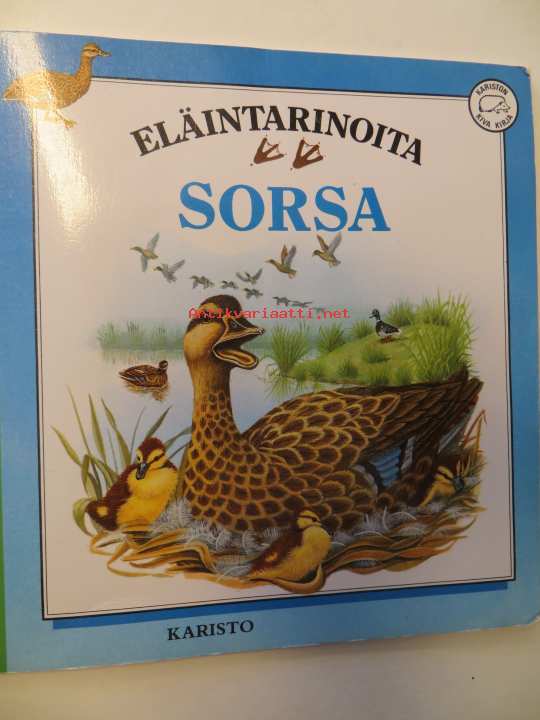 KARISTON
KIVA KIRJA
ELÄINTARINOITA
SORSA
Antikvariaatti.net
KARISTO